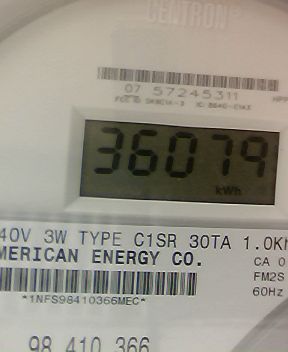 CENTRON®
07 57245311
36079
kWh
40V 3W TYPE C1SR 30TA 1.0Kh
MERICAN ENERGY CO.
CA 0
FM2S
60Hz
*1NFS98410366MEC*
98 410 366